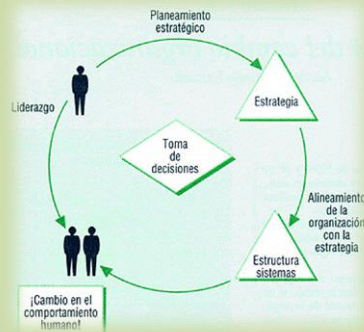 Planeamiento
estratégico
Liderazgo
Estrategia
Toma
de
decisiones
Alineamiento
de la
organización
con la
estrategia
Estructura
sistemas
¡Cambio en el
comportamiento
humano!